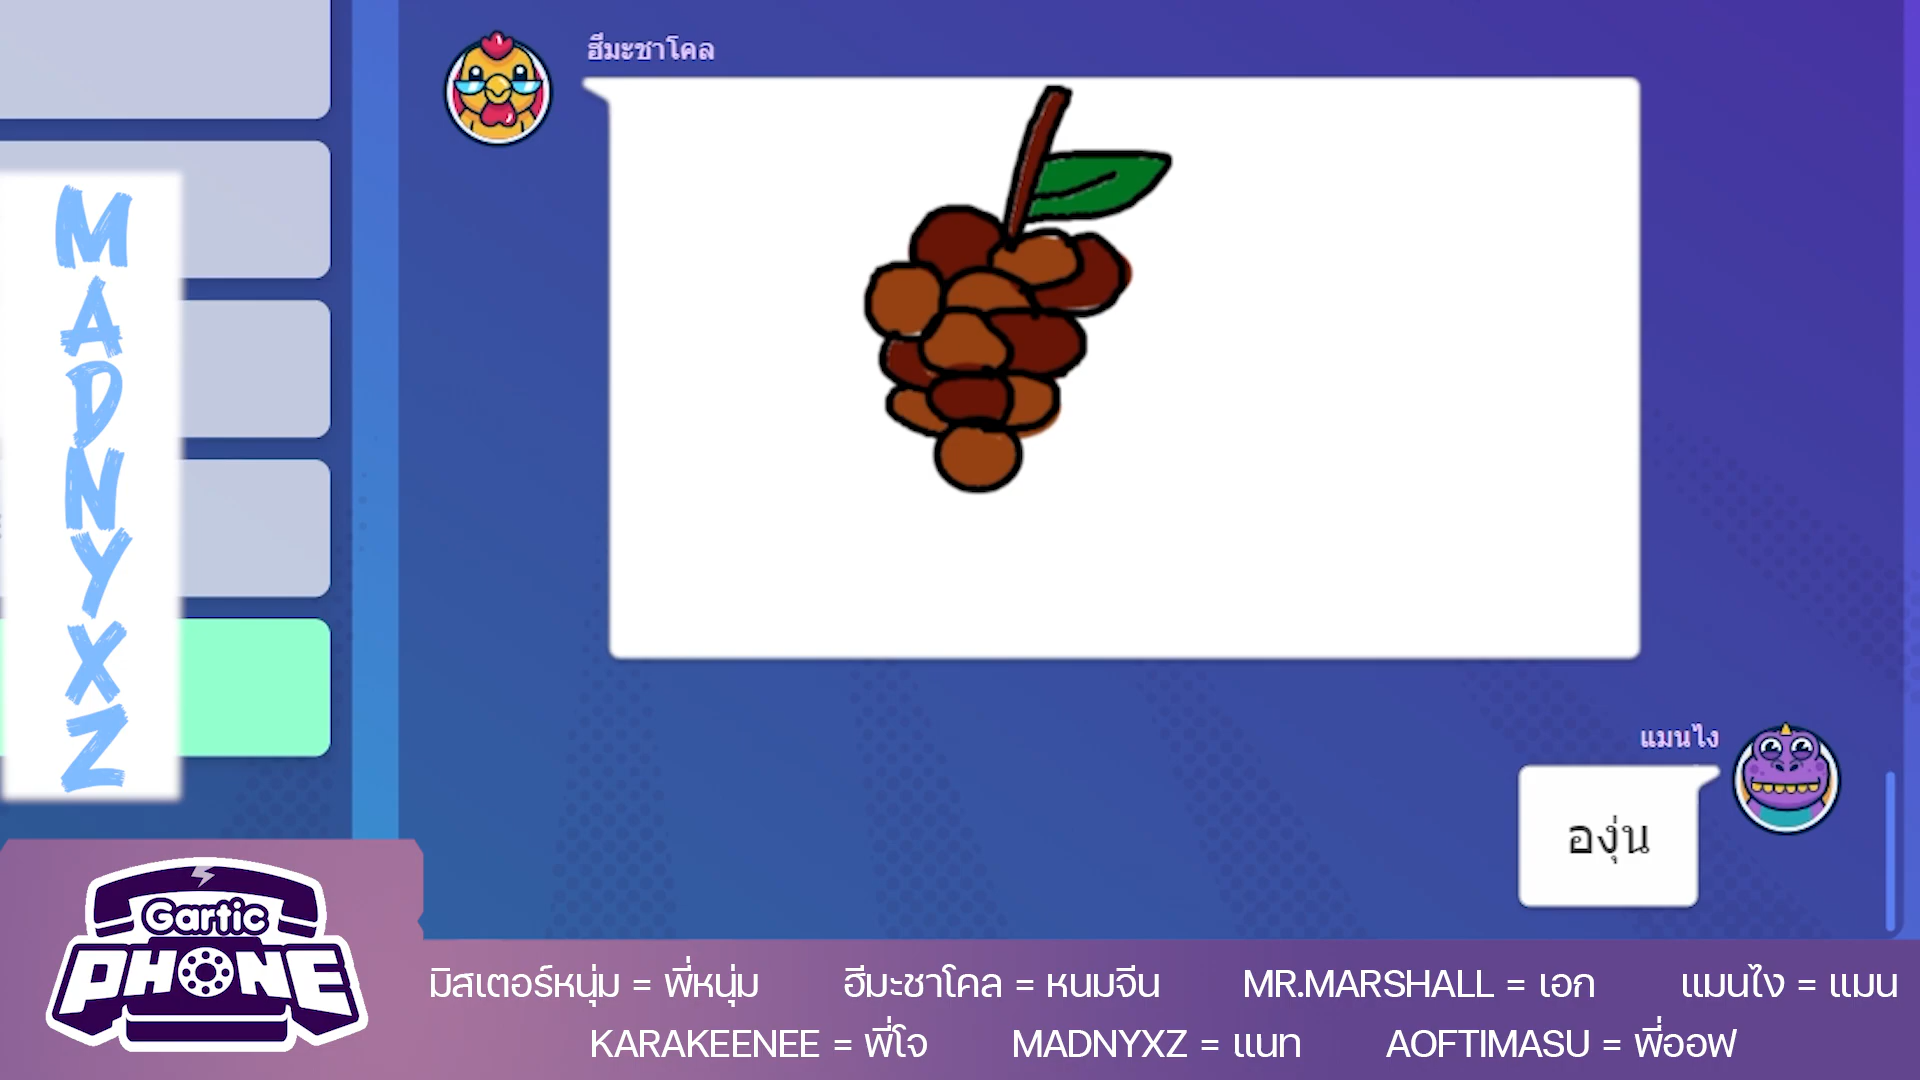 ฮีมะชาโคล
MADNYXZ
แมนไง
องุ่น
Gartic
PHONE
มิสเตอร์หนุ่ม = พี่หนุ่ม ฮีมะชาโคล = หนมจีน MR.MARSHALL = เอก แมนไง = แมน
KARAKEENEE = พี่โจ MADNYXZ = แนท AOFTIMASU = พี่ออฟ